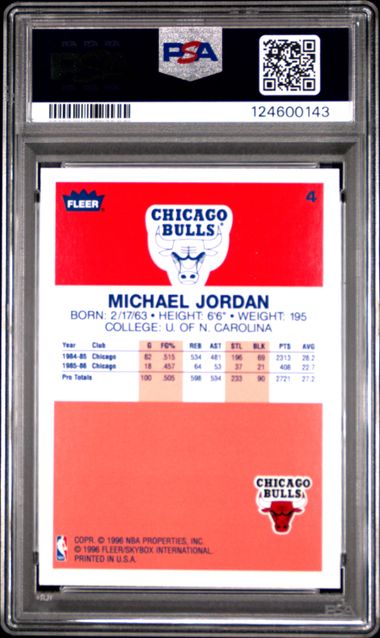 PSA
124600143
FLEER
4
CHICAGO
BULLS
MICHAEL JORDAN
BORN: 2/17/63 • HEIGHT: 6'6" • WEIGHT: 195
COLLEGE: U. OF N. CAROLINA
Year Club G FG% REB AST STL BLK PTS AVG
1984-85 Chicago 82 .515 534 481 196 69 2313 28.2
1985-86 Chicago 18 .457 64 53 37 21 408 22.7
Pro Totals 100 .505 598 534 233 90 2721 27.2
CHICAGO
BULLS
COPR. © 1996 NBA PROPERTIES, INC.
© 1996 FLEER/SKYBOX INTERNATIONAL.
PRINTED IN U.S.A.
PSA